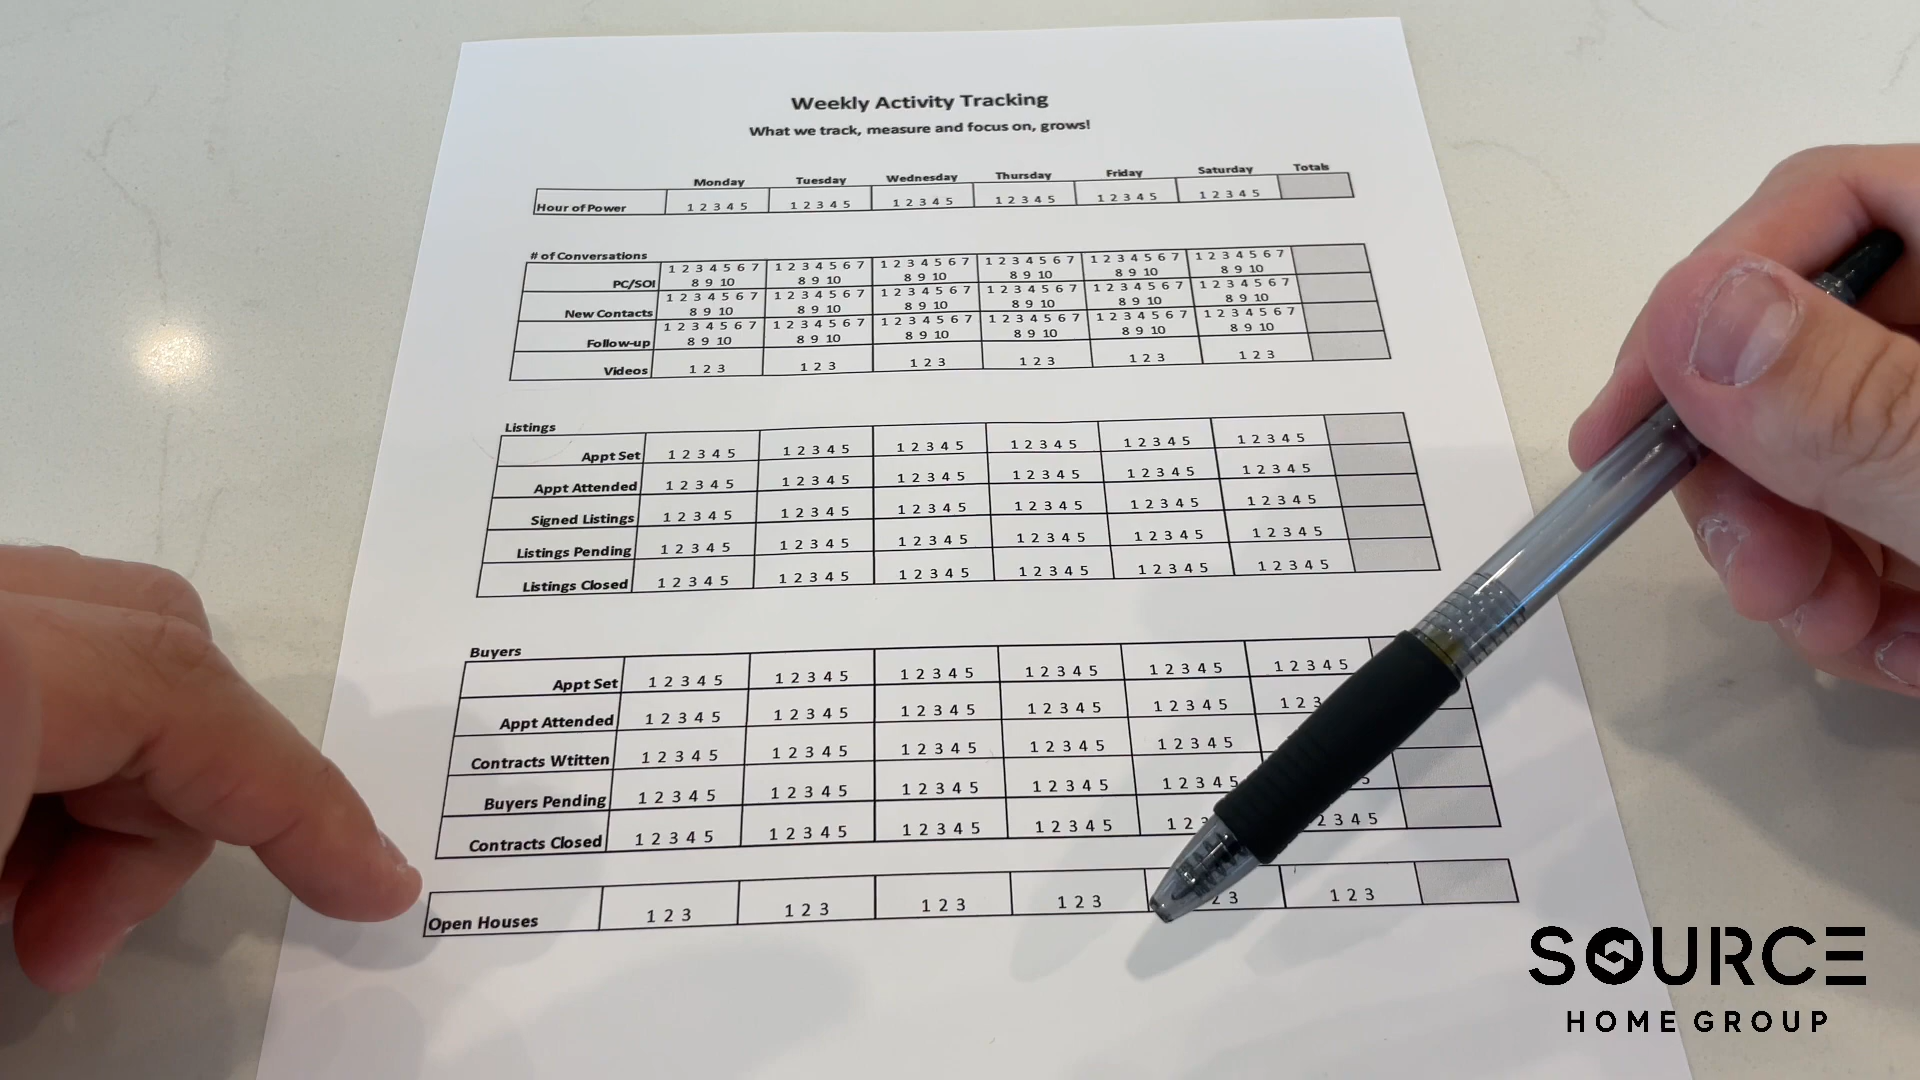 Weekly Activity Tracking
What we track, measure and focus on, grows!
Monday Tuesday Wednesday Thursday Friday Saturday Totals
Hour of Power 1 2 3 4 5 1 2 3 4 5 1 2 3 4 5 1 2 3 4 5 1 2 3 4 5 1 2 3 4 5
# of Conversations
1 2 3 4 5 6 7 1 2 3 4 5 6 7 1 2 3 4 5 6 7 1 2 3 4 5 6 7 1 2 3 4 5 6 7 1 2 3 4 5 6 7
PC/SOI 8 9 10 8 9 10 8 9 10 8 9 10 8 9 10 8 9 10
1 2 3 4 5 6 7 1 2 3 4 5 6 7 1 2 3 4 5 6 7 1 2 3 4 5 6 7 1 2 3 4 5 6 7 1 2 3 4 5 6 7
New Contacts 8 9 10 8 9 10 8 9 10 8 9 10 8 9 10 8 9 10
1 2 3 4 5 6 7 1 2 3 4 5 6 7 1 2 3 4 5 6 7 1 2 3 4 5 6 7 1 2 3 4 5 6 7 1 2 3 4 5 6 7
Follow-up 8 9 10 8 9 10 8 9 10 8 9 10 8 9 10 8 9 10
Videos 1 2 3 1 2 3 1 2 3 1 2 3 1 2 3 1 2 3
Listings
Appt Set 1 2 3 4 5 1 2 3 4 5 1 2 3 4 5 1 2 3 4 5 1 2 3 4 5 1 2 3 4 5
Appt Attended 1 2 3 4 5 1 2 3 4 5 1 2 3 4 5 1 2 3 4 5 1 2 3 4 5 1 2 3 4 5
Signed Listings 1 2 3 4 5 1 2 3 4 5 1 2 3 4 5 1 2 3 4 5 1 2 3 4 5 1 2 3 4 5
Listings Pending 1 2 3 4 5 1 2 3 4 5 1 2 3 4 5 1 2 3 4 5 1 2 3 4 5 1 2 3 4 5
Listings Closed 1 2 3 4 5 1 2 3 4 5 1 2 3 4 5 1 2 3 4 5 1 2 3 4 5 1 2 3 4 5
Buyers
Appt Set 1 2 3 4 5 1 2 3 4 5 1 2 3 4 5 1 2 3 4 5 1 2 3 4 5 1 2 3 4 5
Appt Attended 1 2 3 4 5 1 2 3 4 5 1 2 3 4 5 1 2 3 4 5 1 2 3 4 5 1 2 3
Contracts Wtitten 1 2 3 4 5 1 2 3 4 5 1 2 3 4 5 1 2 3 4 5 1 2 3 4 5
Buyers Pending 1 2 3 4 5 1 2 3 4 5 1 2 3 4 5 1 2 3 4 5 1 2 3 4 5 5
Contracts Closed 1 2 3 4 5 1 2 3 4 5 1 2 3 4 5 1 2 3 4 5 1 2 2 3 4 5
Open Houses 1 2 3 1 2 3 1 2 3 1 2 3 2 3 1 2 3
SOURCE
HOME GROUP